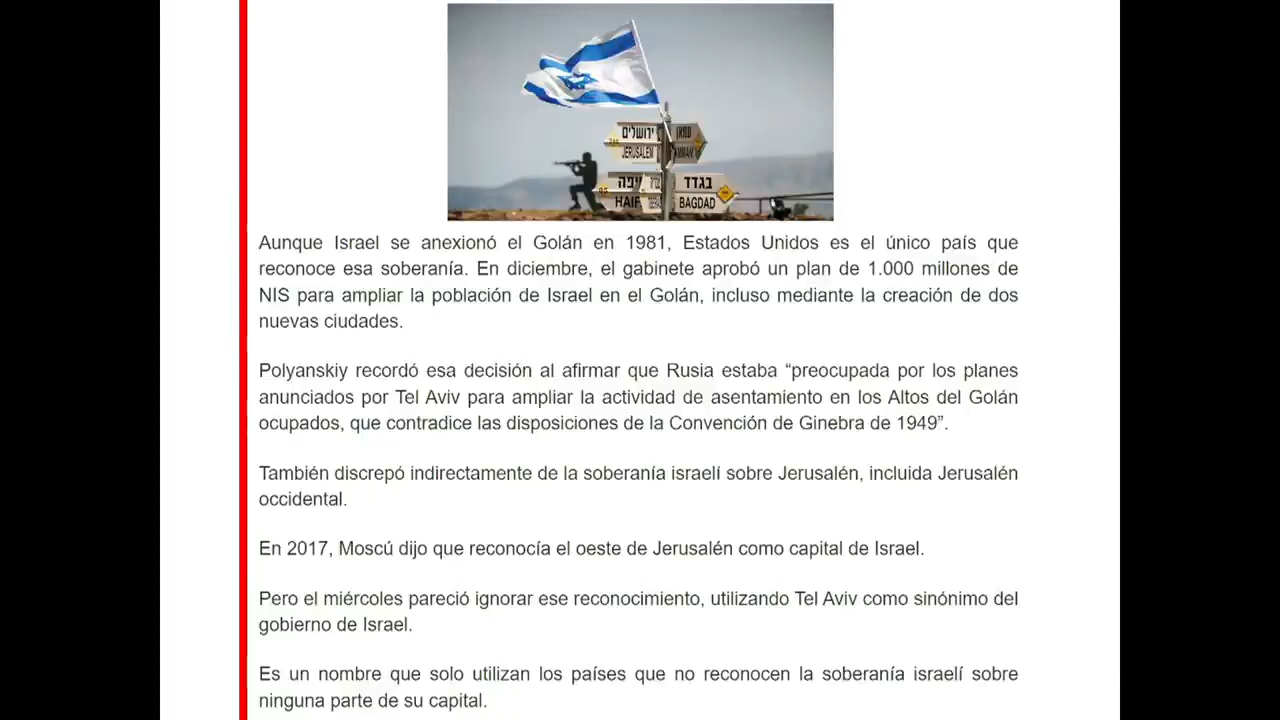 ירושלים
JERUSALEM
עמאן
AMMAN
חיפה
HAIFA
בגדד
BAGDAD
Aunque Israel se anexionó el Golán en 1981, Estados Unidos es el único país que
reconoce esa soberanía. En diciembre, el gabinete aprobó un plan de 1.000 millones de
NIS para ampliar la población de Israel en el Golán, incluso mediante la creación de dos
nuevas ciudades.
Polyanskiy recordó esa decisión al afirmar que Rusia estaba “preocupada por los planes
anunciados por Tel Aviv para ampliar la actividad de asentamiento en los Altos del Golán
ocupados, que contradice las disposiciones de la Convención de Ginebra de 1949”.
También discrepó indirectamente de la soberanía israelí sobre Jerusalén, incluida Jerusalén
occidental.
En 2017, Moscú dijo que reconocía el oeste de Jerusalén como capital de Israel.
Pero el miércoles pareció ignorar ese reconocimiento, utilizando Tel Aviv como sinónimo del
gobierno de Israel.
Es un nombre que solo utilizan los países que no reconocen la soberanía israelí sobre
ninguna parte de su capital.